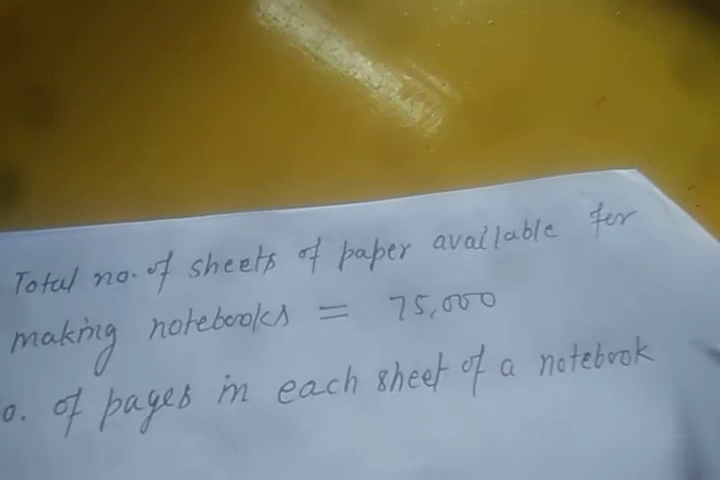 Total no. of sheets of paper available for
making notebooks = 75,000
o. of pages in each sheet of a notebook